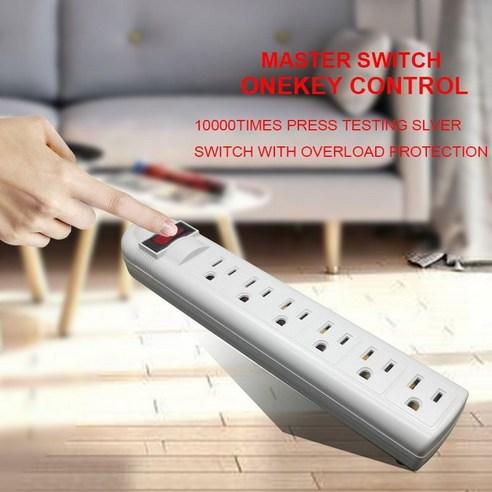 MASTER SWITCH
ONEKEY CONTROL
10000TIMES PRESS TESTING SLVER
SWITCH WITH OVERLOAD PROTECTION